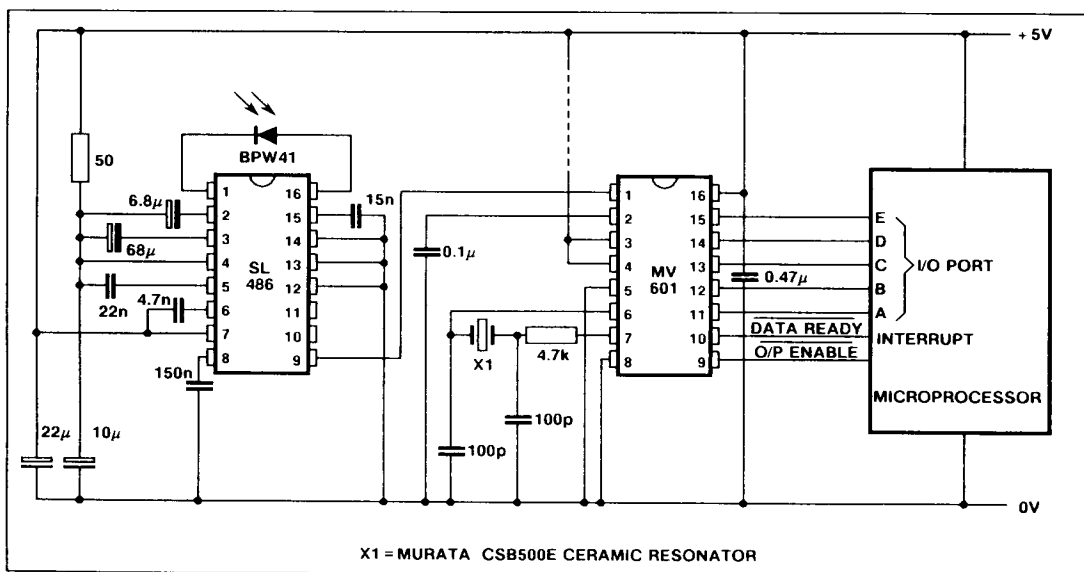 + 5V
50
BPW41
6.8μ
68μ
22n
4.7n
150n
22μ
10μ
15n
1
2
3
4
5
6
7
8
16
15
14
13
12
11
10
9
SL
486
0.1μ
X1
4.7k
100p
100p
1
2
3
4
5
6
7
8
16
15
14
13
12
11
10
9
MV
601
0.47μ
DATA READY
O/P ENABLE
E
D
C
B
A
I/O PORT
INTERRUPT
MICROPROCESSOR
0V
X1 = MURATA CSB500E CERAMIC RESONATOR